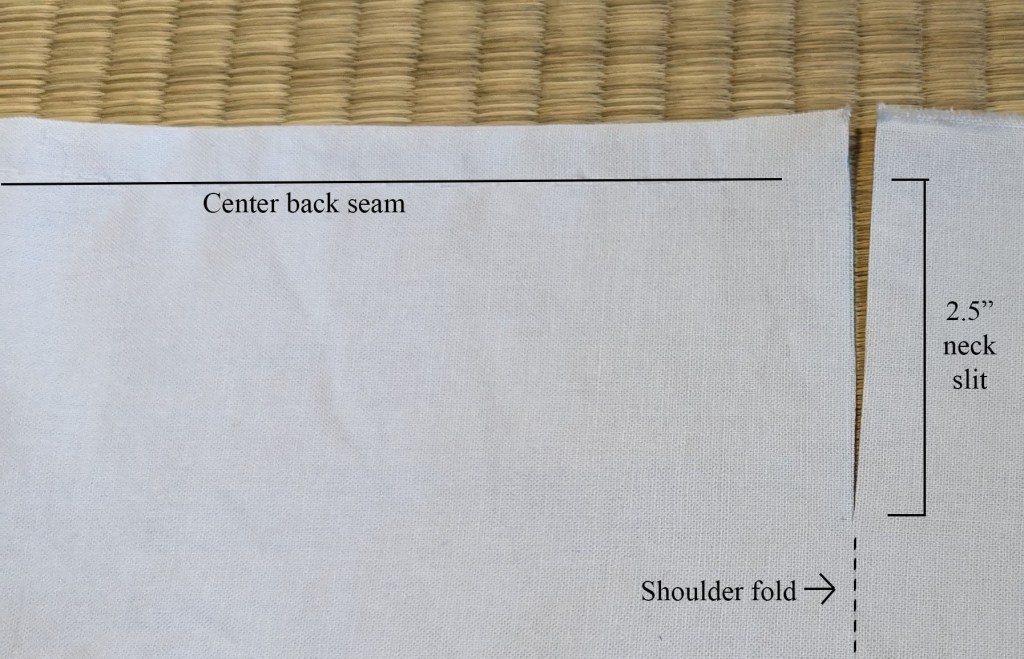 Center back seam
2.5”
neck
slit
Shoulder fold